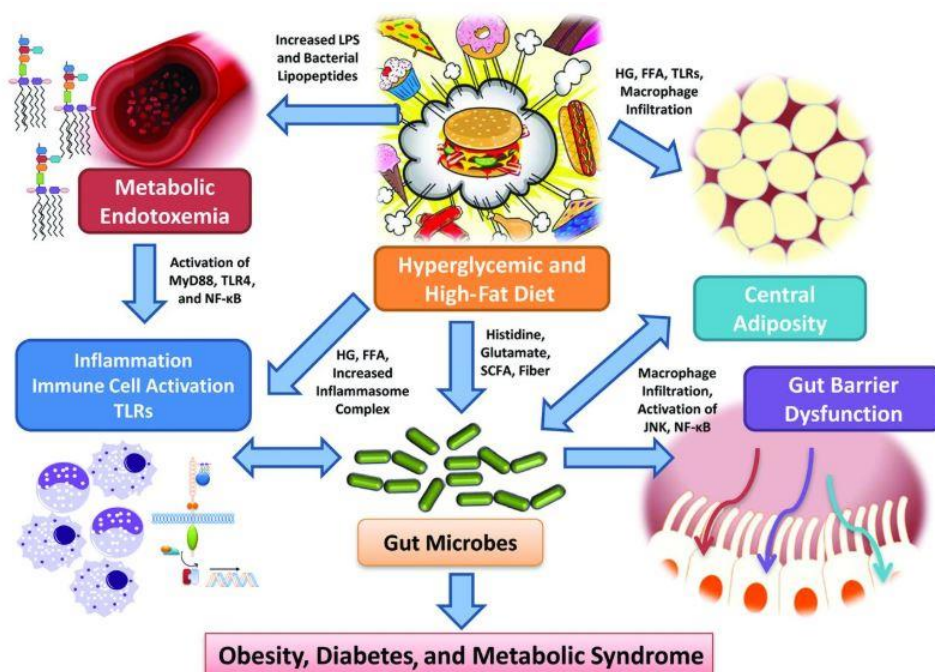 Increased LPS
and Bacterial
Lipopeptides
HG, FFA, TLRs,
Macrophage
Infiltration
Metabolic
Endotoxemia
Activation of
MyD88, TLR4,
and NF-κB
Hyperglycemic and
High-Fat Diet
Central
Adiposity
Inflammation
Immune Cell Activation
TLRs
HG, FFA,
Increased
Inflammasome
Complex
Histidine,
Glutamate,
SCFA, Fiber
Macrophage
Infiltration,
Activation of
JNK, NF-κB
Gut Barrier
Dysfunction
Gut Microbes
Obesity, Diabetes, and Metabolic Syndrome